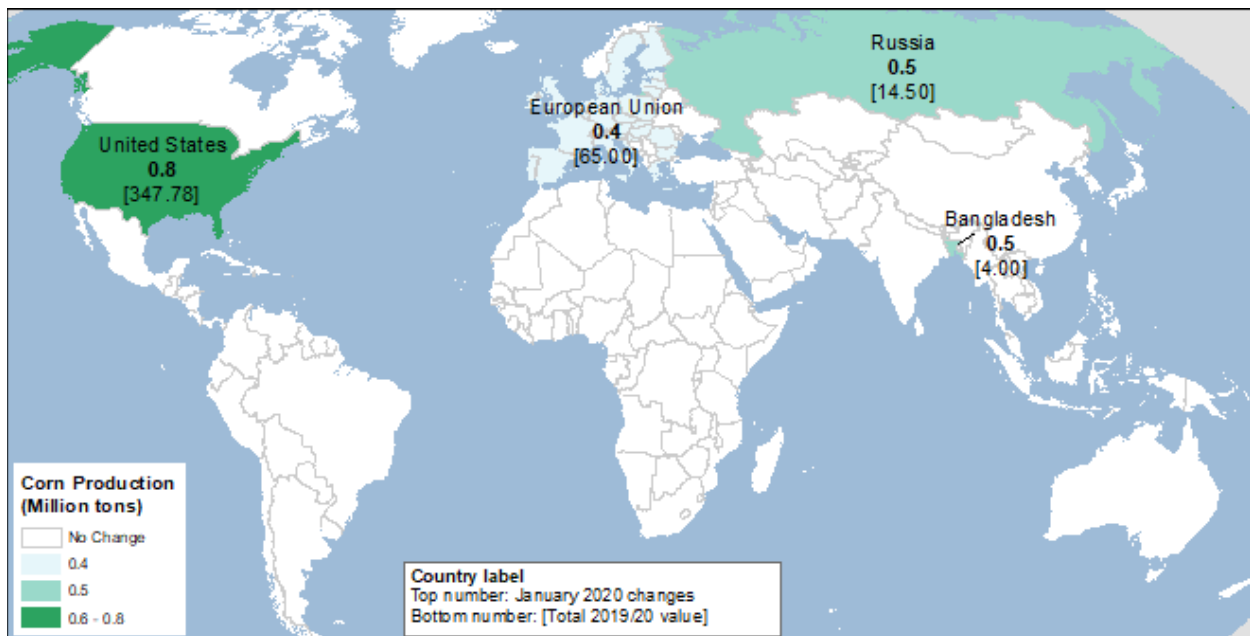 Russia
0.5
[14.50]
European Union
0.4
[65.00]
United States
0.8
[347.78]
Bangladesh
0.5
[4.00]
Corn Production
(Million tons)
No Change
0.4
0.5
0.6 - 0.8
Country label
Top number: January 2020 changes
Bottom number: [Total 2019/20 value]